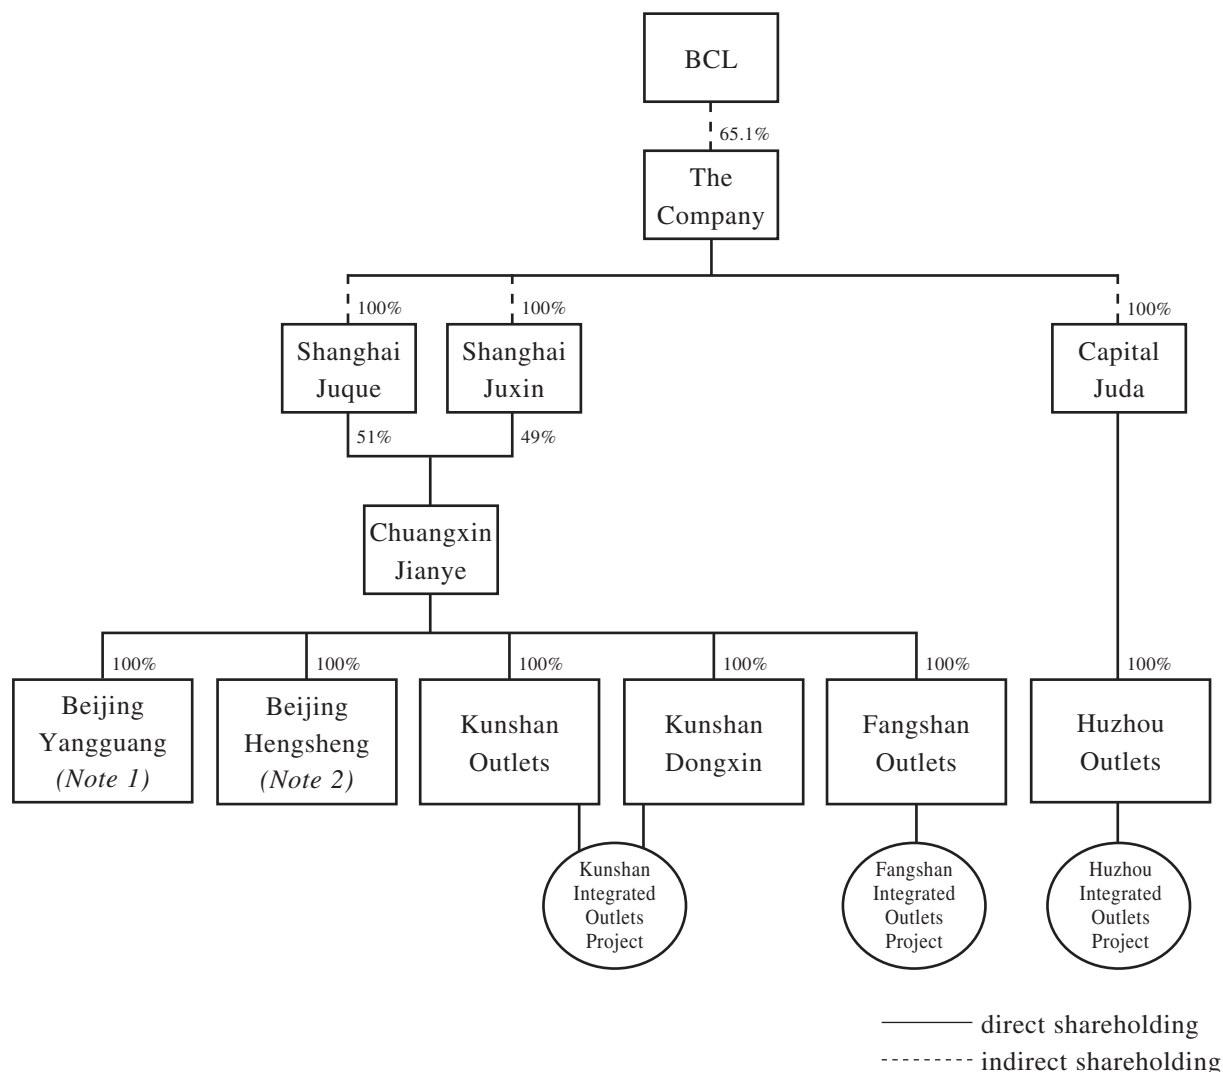 BCL
65.1%
The
Company
100%
100%
100%
Shanghai
Juque
Shanghai
Juxin
Capital
Juda
51%
49%
Chuangxin
Jianye
100%
100%
100%
100%
100%
100%
Beijing
Yangguang
(Note 1)
Beijing
Hengsheng
(Note 2)
Kunshan
Outlets
Kunshan
Dongxin
Fangshan
Outlets
Huzhou
Outlets
Kunshan
Integrated
Outlets
Project
Fangshan
Integrated
Outlets
Project
Huzhou
Integrated
Outlets
Project
direct shareholding
indirect shareholding